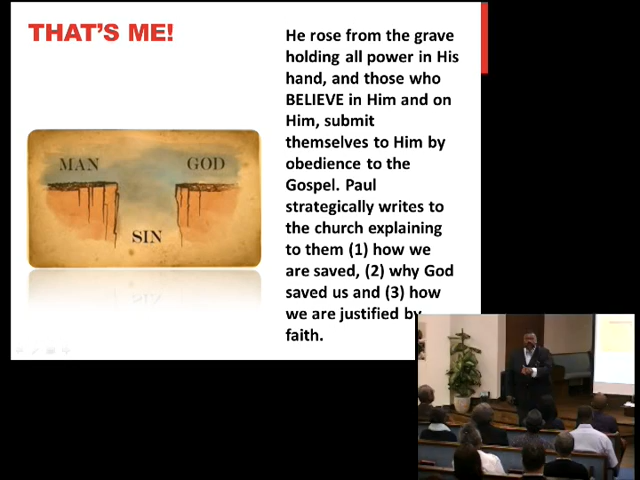 THAT'S ME!
He rose from the grave
holding all power in His
hand, and those who
BELIEVE in Him and on
Him, submit
themselves to Him by
obedience to the
Gospel. Paul
strategically writes to
the church explaining
to them (1) how we
are saved, (2) why God
saved us and (3) how
we are justified by
faith.
MAN GOD
SIN